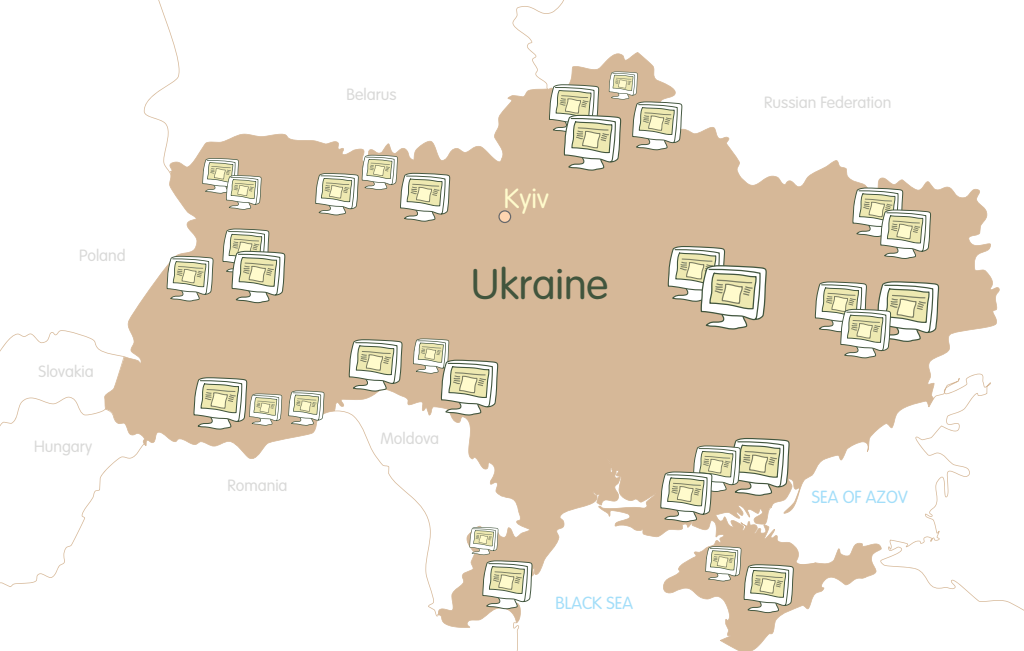 Belarus
Russian Federation
Kyiv
Poland
Ukraine
Slovakia
Moldova
Hungary
Romania
SEA OF AZOV
BLACK SEA